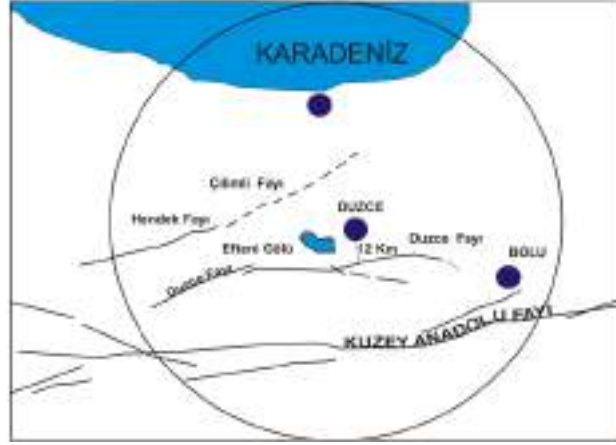 KARADENİZ
Çilimli Fayı
Hendek Fayı
DUZCE
Efteni Gölü
12 Km
Duzce Fayı
BOLU
Duzce Fayı
KUZEY ANADOLU FAYI